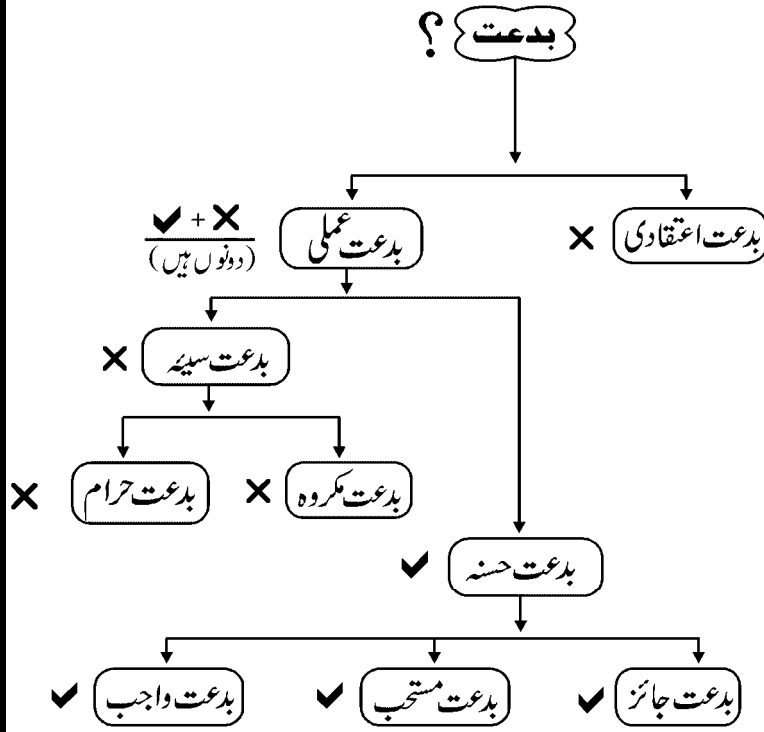 بدعت ؟
بدعت اعتقادی ✗
بدعت عملی ✗ + ✔
(دونوں ہیں)
بدعت سیئہ ✗
بدعت مکروہ ✗
بدعت حرام ✗
بدعت حسنہ ✔
بدعت جائز ✔
بدعت مستحب ✔
بدعت واجب ✔